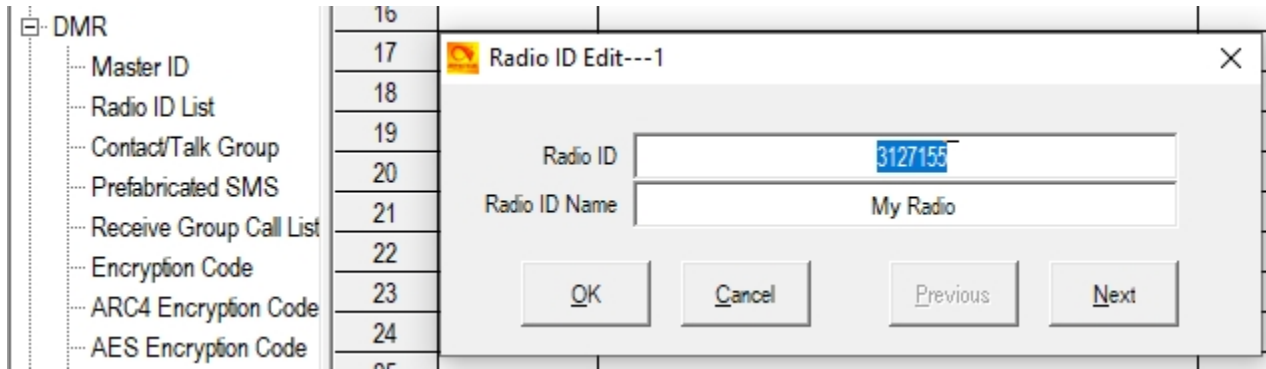 DMR
Master ID
Radio ID List
Contact/Talk Group
Prefabricated SMS
Receive Group Call List
Encryption Code
ARC4 Encryption Code
AES Encryption Code
16
17
18
19
20
21
22
23
24
Radio ID Edit---1
Radio ID 3127155
Radio ID Name My Radio
OK Cancel Previous Next